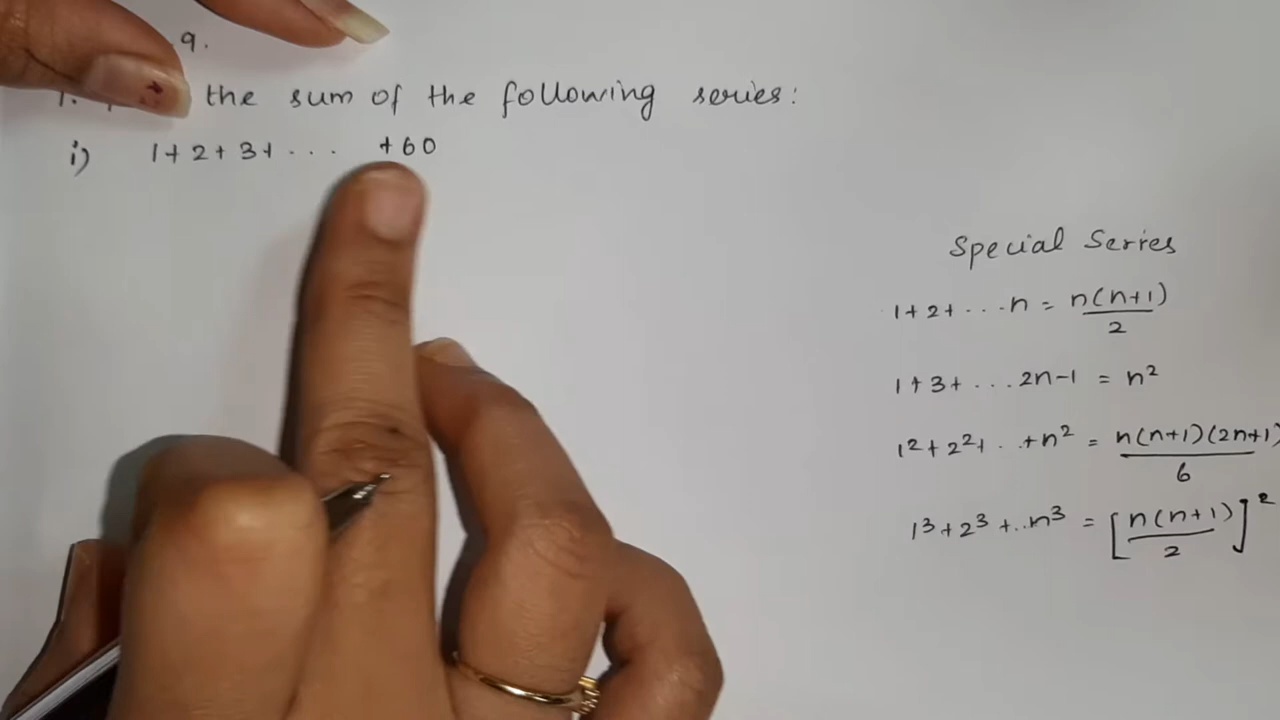 9.
1. the sum of the following series:
i) 1 + 2 + 3 + ... + 60
Special Series
1 + 2 + ... n = n(n+1)/2
1 + 3 + ... 2n-1 = n²
1² + 2² + ... + n² = n(n+1)(2n+1)/6
1³ + 2³ + .. n³ = [n(n+1)/2]²